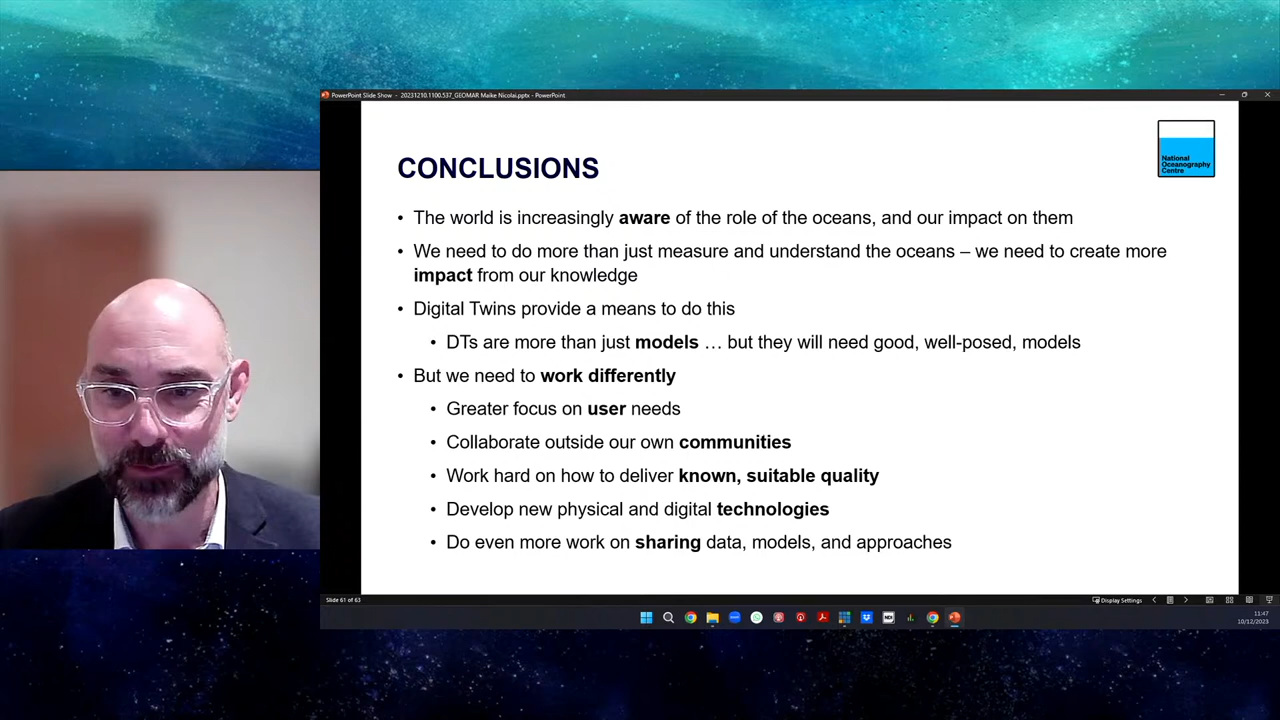 PowerPoint Slide Show - 20231210.1100.537_GEOMAR Maike Nicolai.pptx - PowerPoint
National
Oceanography
Centre
CONCLUSIONS
• The world is increasingly aware of the role of the oceans, and our impact on them
• We need to do more than just measure and understand the oceans – we need to create more
impact from our knowledge
• Digital Twins provide a means to do this
• DTs are more than just models … but they will need good, well-posed, models
• But we need to work differently
• Greater focus on user needs
• Collaborate outside our own communities
• Work hard on how to deliver known, suitable quality
• Develop new physical and digital technologies
• Do even more work on sharing data, models, and approaches
Slide 61 of 63
Display Settings
NDI
11:47
10/12/2023